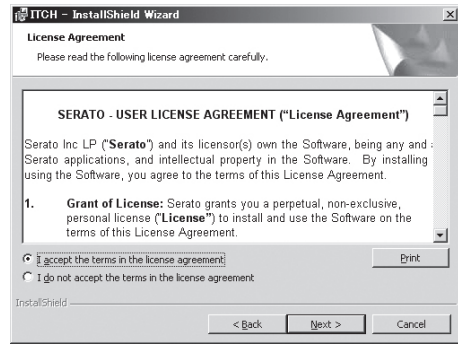 ITCH - InstallShield Wizard
License Agreement
Please read the following license agreement carefully.
SERATO - USER LICENSE AGREEMENT ("License Agreement")
Serato Inc LP ("Serato") and its licensor(s) own the Software, being any and
Serato applications, and intellectual property in the Software. By installing
using the Software, you agree to the terms of this License Agreement.
1. Grant of License: Serato grants you a perpetual, non-exclusive,
personal license ("License") to install and use the Software on the
terms of this License Agreement.
I accept the terms in the license agreement
Print
I do not accept the terms in the license agreement
InstallShield
< Back
Next >
Cancel